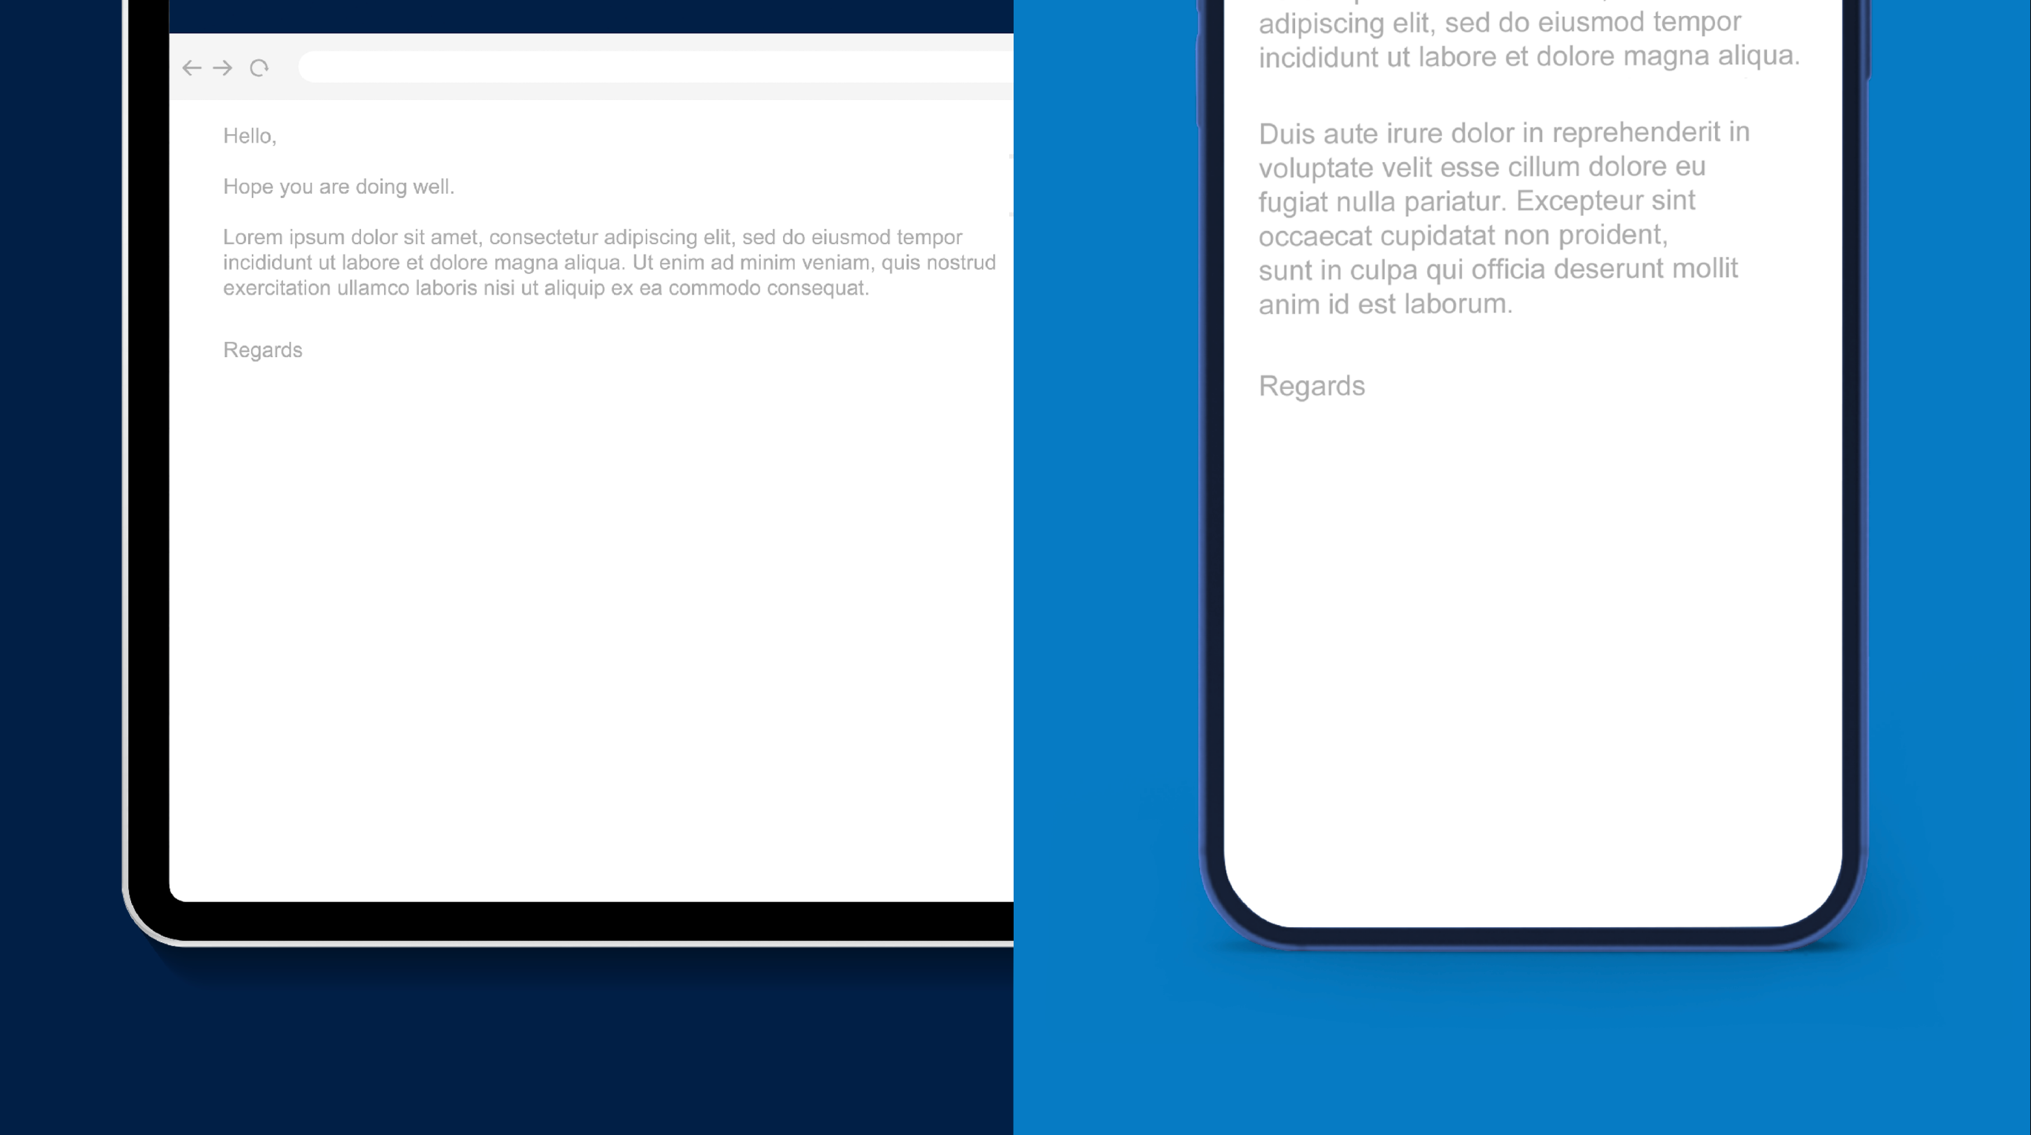 Hello,
Hope you are doing well.
Lorem ipsum dolor sit amet, consectetur adipiscing elit, sed do eiusmod tempor
incididunt ut labore et dolore magna aliqua. Ut enim ad minim veniam, quis nostrud
exercitation ullamco laboris nisi ut aliquip ex ea commodo consequat.
Regards
adipiscing elit, sed do eiusmod tempor
incididunt ut labore et dolore magna aliqua.
Duis aute irure dolor in reprehenderit in
voluptate velit esse cillum dolore eu
fugiat nulla pariatur. Excepteur sint
occaecat cupidatat non proident,
sunt in culpa qui officia deserunt mollit
anim id est laborum.
Regards